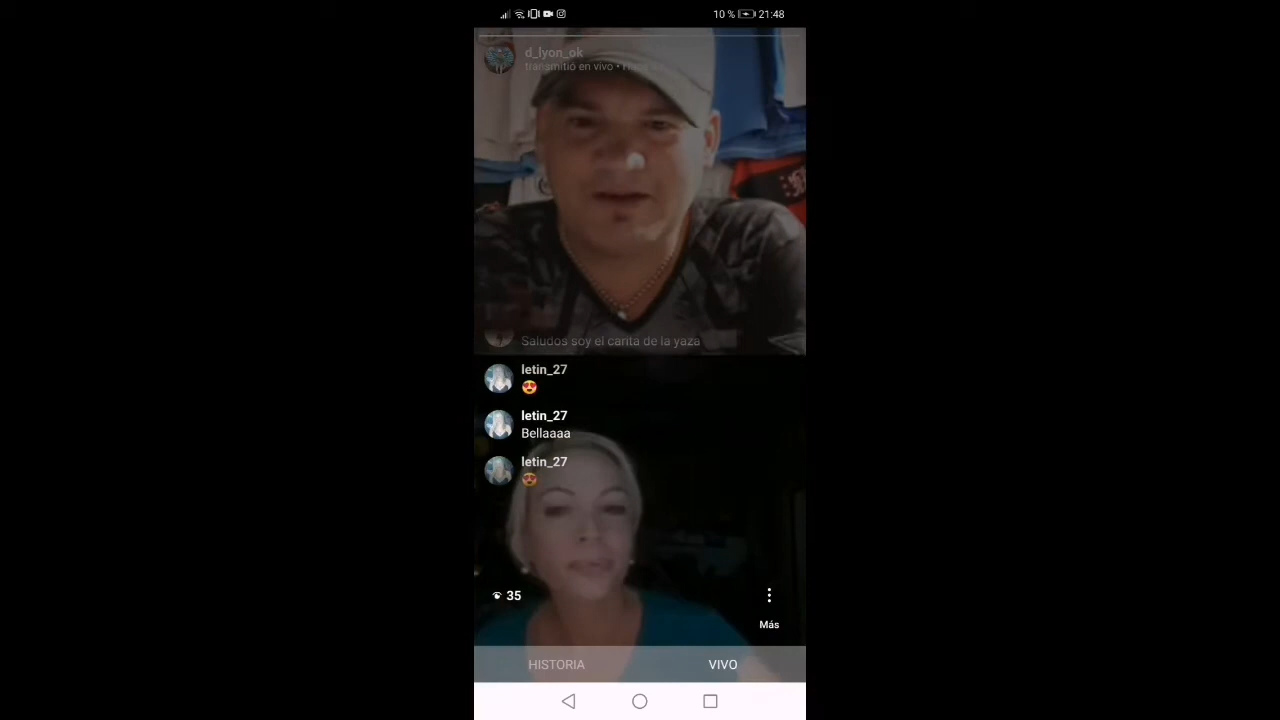 10 % 21:48
d_lyon_ok
transmitió en vivo •
Saludos soy el carita de la yaza
letin_27
😍
letin_27
Bellaaaa
letin_27
😍
35
Más
HISTORIA VIVO